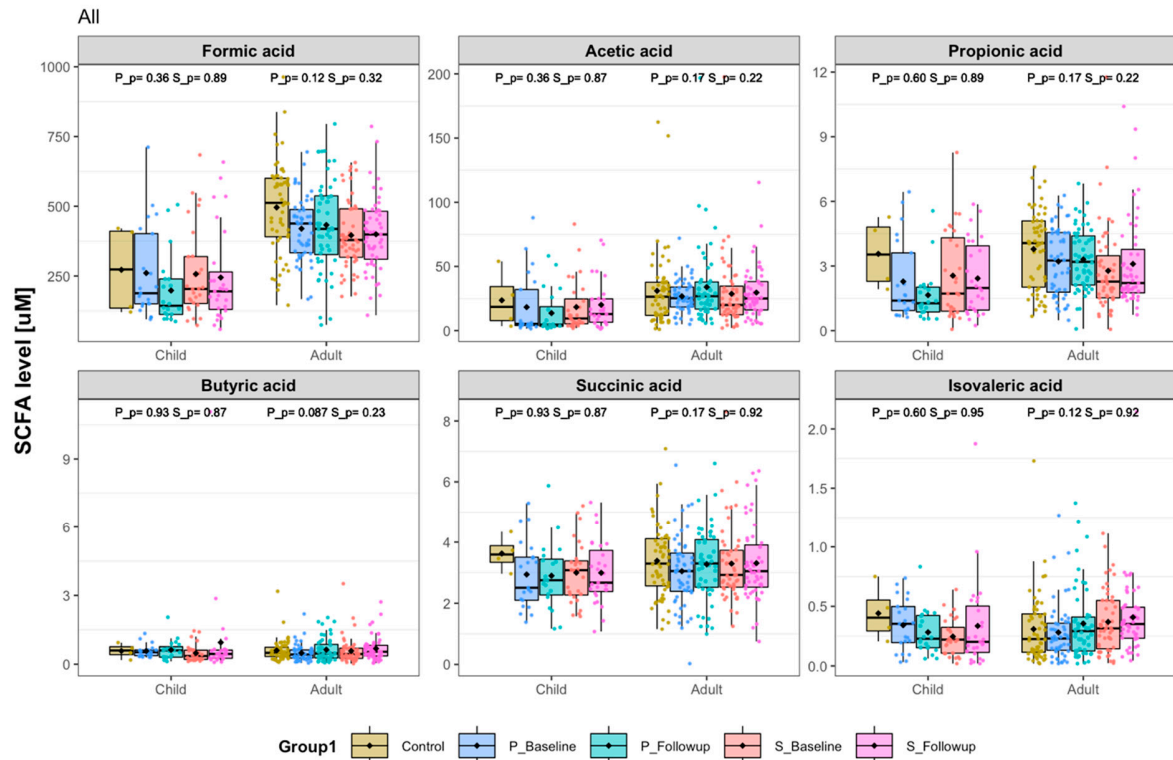 All
Formic acid
Acetic acid
Propionic acid
P_p= 0.36 S_p= 0.89
P_p= 0.12 S_p= 0.32
P_p= 0.36 S_p= 0.87
P_p= 0.17 S_p= 0.22
P_p= 0.60 S_p= 0.89
P_p= 0.17 S_p= 0.22
1000
750
500
250
200
150
100
50
0
12
9
6
3
0
Child
Adult
Child
Adult
Child
Adult
SCFA level [uM]
Butyric acid
Succinic acid
Isovaleric acid
P_p= 0.93 S_p= 0.87
P_p= 0.087 S_p= 0.23
P_p= 0.93 S_p= 0.87
P_p= 0.17 S_p= 0.92
P_p= 0.60 S_p= 0.95
P_p= 0.12 S_p= 0.92
9
6
3
0
8
6
4
2
0
2.0
1.5
1.0
0.5
0.0
Child
Adult
Child
Adult
Child
Adult
Group1 Control P_Baseline P_Followup S_Baseline S_Followup